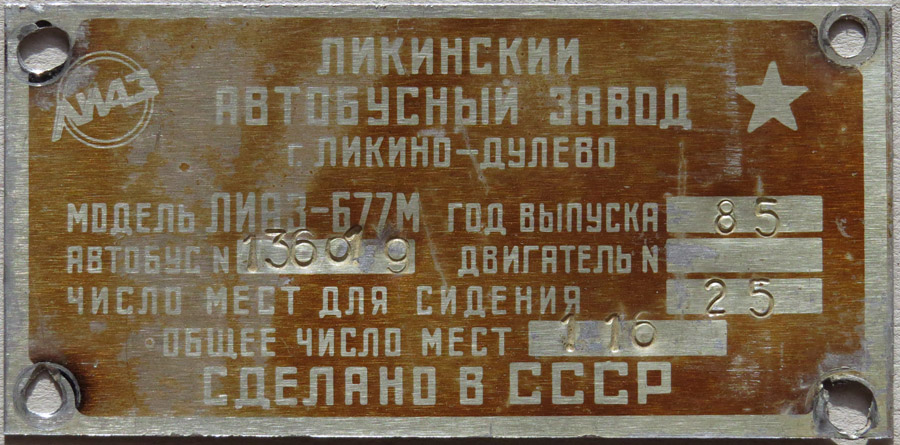 ЛИАЗ
ЛИКИНСКИЙ
АВТОБУСНЫЙ ЗАВОД
г. ЛИКИНО-ДУЛЕВО
МОДЕЛЬ ЛИАЗ-677М ГОД ВЫПУСКА 85
АВТОБУС N 136019 ДВИГАТЕЛЬ N
ЧИСЛО МЕСТ ДЛЯ СИДЕНИЯ 25
ОБЩЕЕ ЧИСЛО МЕСТ 116
СДЕЛАНО В СССР